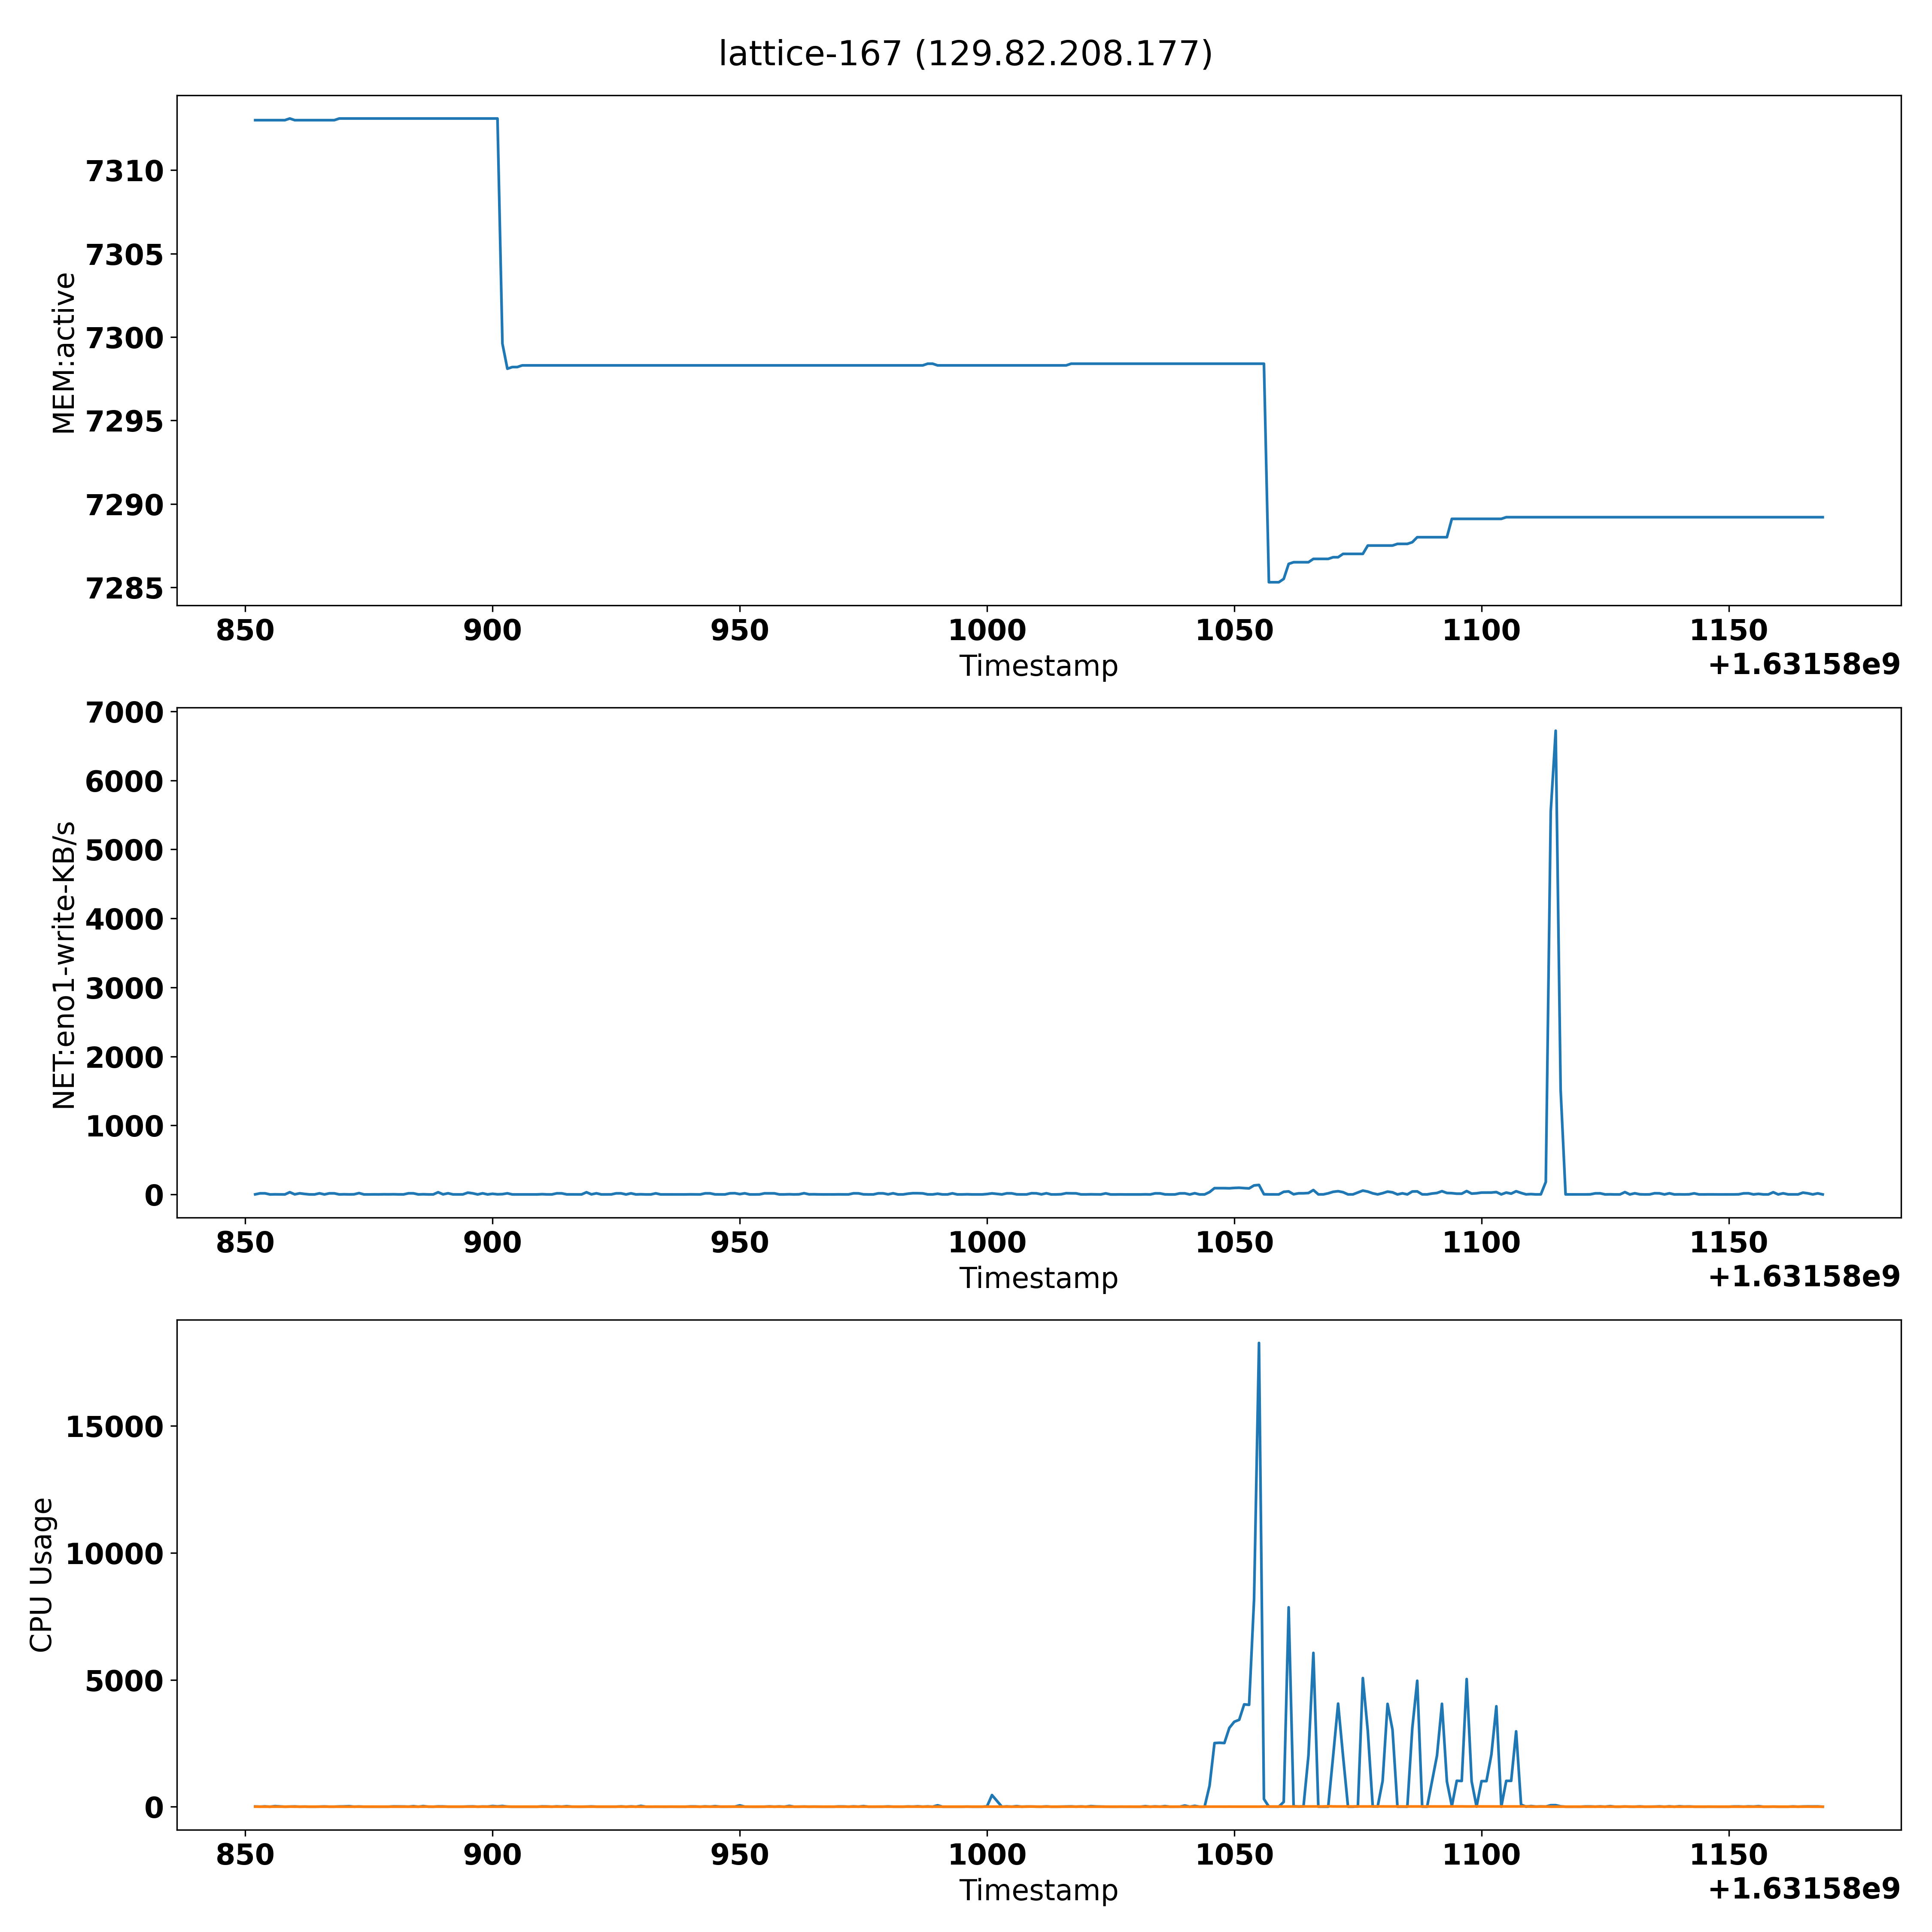 lattice-167 (129.82.208.177)
MEM:active
7310
7305
7300
7295
7290
7285
850 900 950 1000 1050 1100 1150
Timestamp
+1.63158e9
NET:eno1-write-KB/s
7000
6000
5000
4000
3000
2000
1000
0
850 900 950 1000 1050 1100 1150
Timestamp
+1.63158e9
CPU Usage
15000
10000
5000
0
850 900 950 1000 1050 1100 1150
Timestamp
+1.63158e9